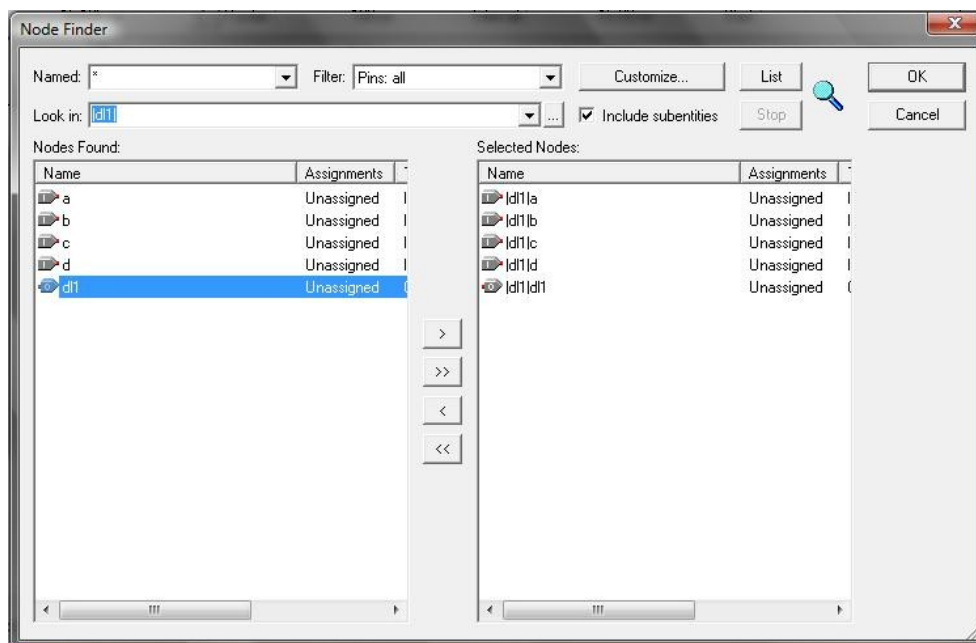 Node Finder
Named: * Filter: Pins: all Customize... List OK
Look in: |dl1| ... Include subentities Stop Cancel
Nodes Found: Selected Nodes:
Name Assignments Name Assignments
a Unassigned |dl1|a Unassigned
b Unassigned |dl1|b Unassigned
c Unassigned |dl1|c Unassigned
d Unassigned |dl1|d Unassigned
dl1 Unassigned |dl1|dl1 Unassigned
>
>>
<
<<